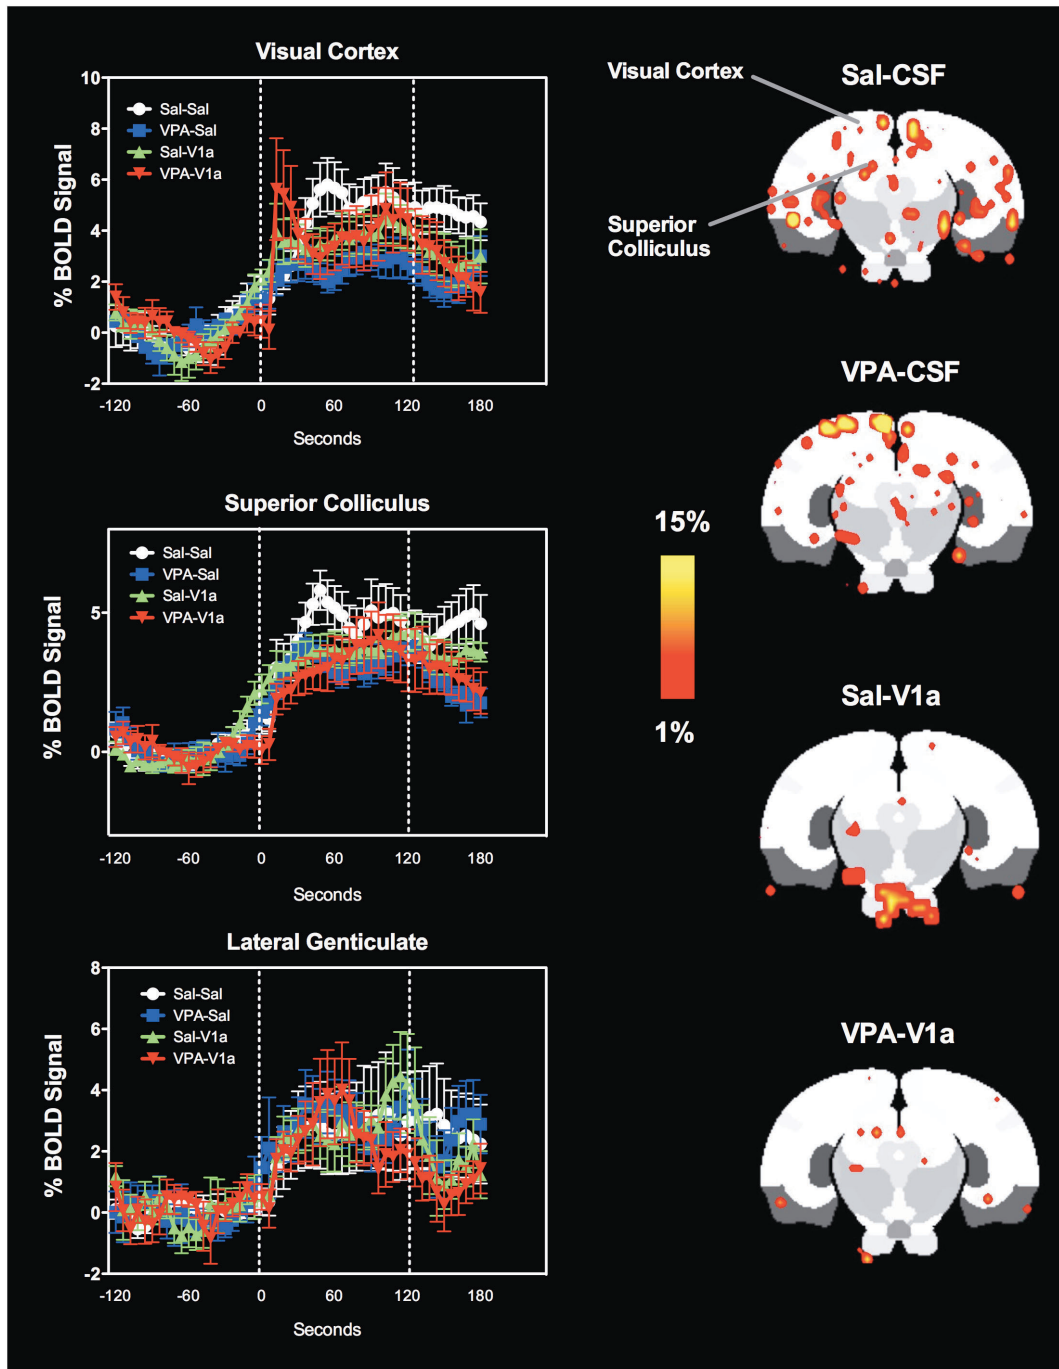 Visual Cortex
10
8
6
4
2
0
-2
% BOLD Signal
Sal-Sal
VPA-Sal
Sal-V1a
VPA-V1a
-120 -60 0 60 120 180
Seconds
Superior Colliculus
5
0
% BOLD Signal
Sal-Sal
VPA-Sal
Sal-V1a
VPA-V1a
-120 -60 0 60 120 180
Seconds
Lateral Genticulate
8
6
4
2
0
-2
% BOLD Signal
Sal-Sal
VPA-Sal
Sal-V1a
VPA-V1a
-120 -60 0 60 120 180
Seconds
Sal-CSF
Visual Cortex
Superior
Colliculus
VPA-CSF
15%
1%
Sal-V1a
VPA-V1a